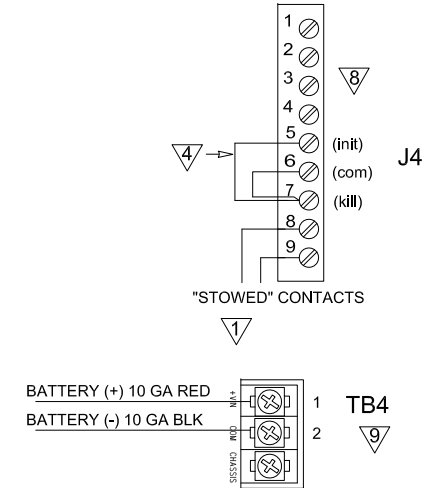 1
2
3
8
4
4
5 (init)
6 (com)
7 (kill)
J4
8
9
"STOWED" CONTACTS
1
BATTERY (+) 10 GA RED
+ VIN
1
TB4
BATTERY (-) 10 GA BLK
COM
2
9
CHASSIS